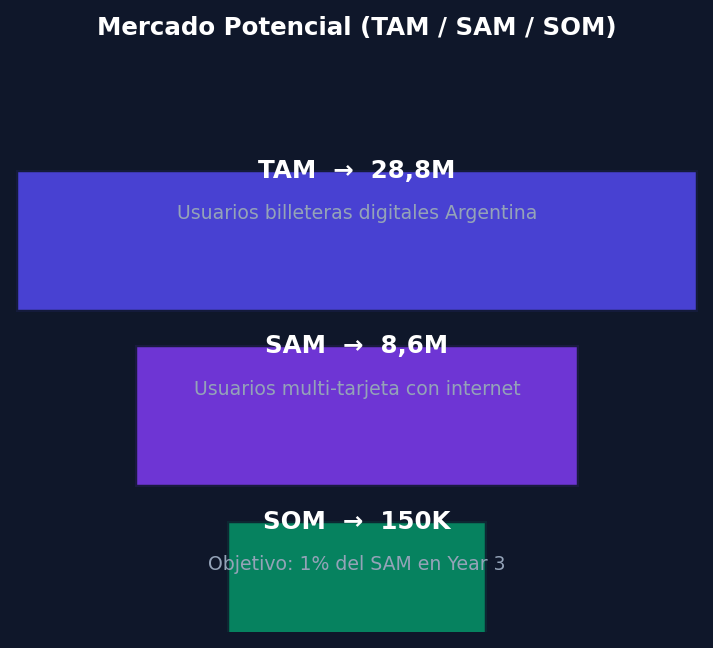 Mercado Potencial (TAM / SAM / SOM)
TAM → 28,8M
Usuarios billeteras digitales Argentina
SAM → 8,6M
Usuarios multi-tarjeta con internet
SOM → 150K
Objetivo: 1% del SAM en Year 3